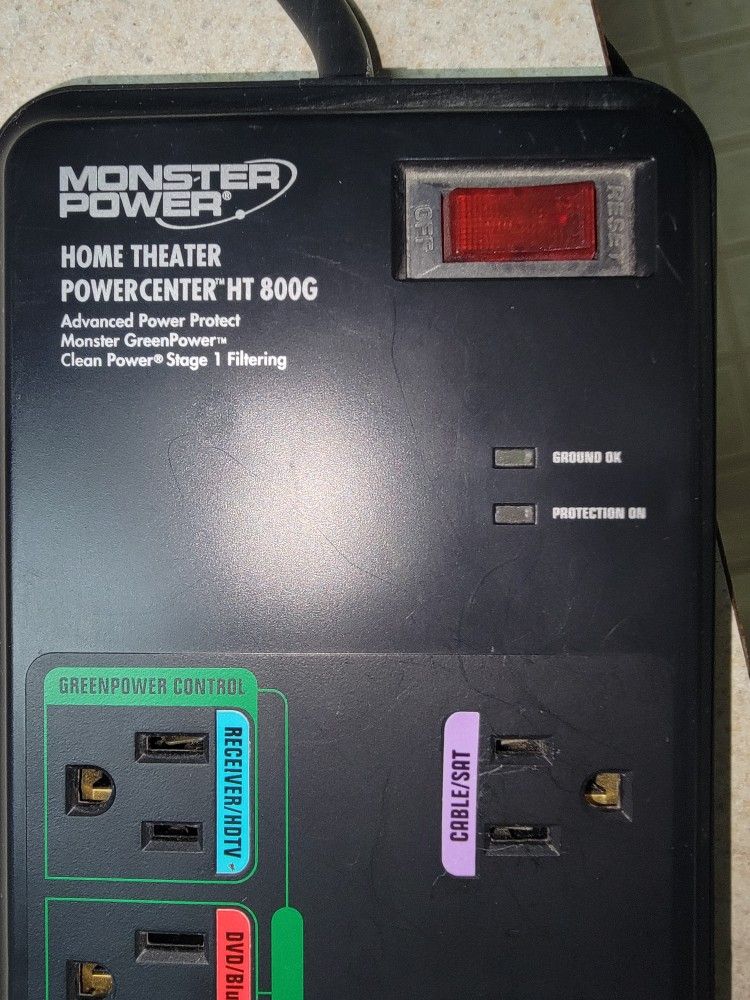 MONSTER
POWER®
HOME THEATER
POWERCENTER™ HT 800G
Advanced Power Protect
Monster GreenPower™
Clean Power® Stage 1 Filtering
OFF
RESET
GROUND OK
PROTECTION ON
GREENPOWER CONTROL
RECEIVER/HDTV*
CABLE/SAT